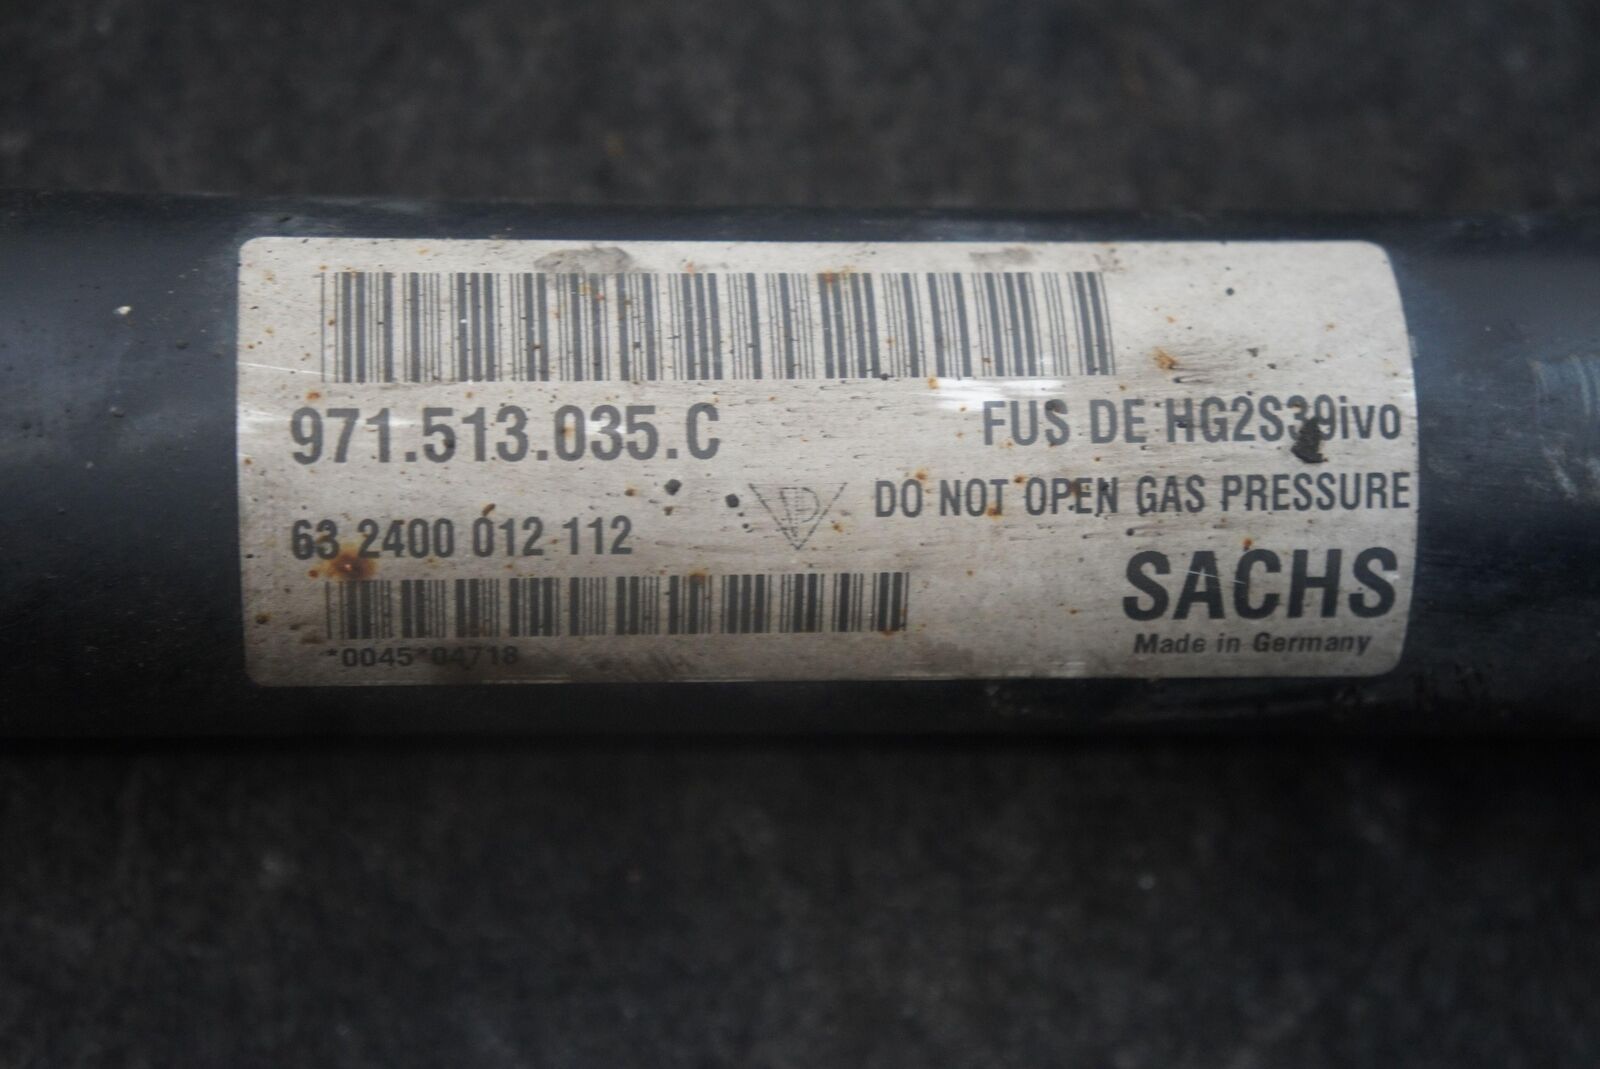 971.513.035.C
FUS DE HG2S39ivo
DO NOT OPEN GAS PRESSURE
63 2400 012 112
SACHS
Made in Germany
*0045*04718